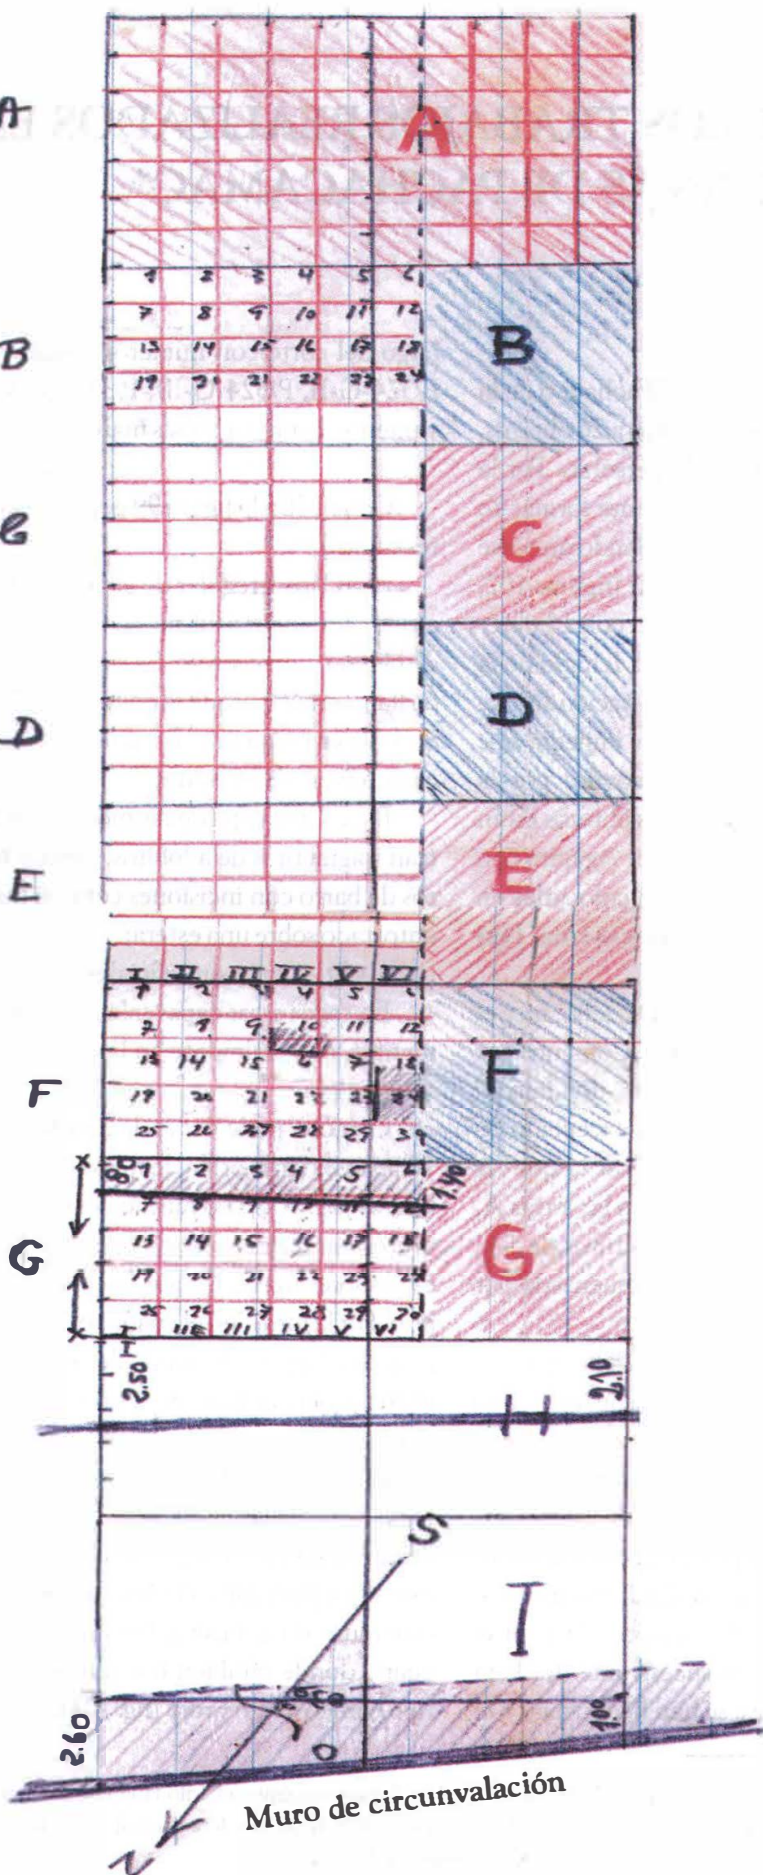 A
A
1 2 3 4 5 6
7 8 9 10 11 12
B
B
13 14 15 16 17 18
19 20 21 22 23 24
C
C
D
D
E
E
I II III IV V VI
1 2 3 4 5 6
7 8 9 10 11 12
F
13 14 15
18
F
19 20 21 22 23 24
25 26 27 28 29
80
1 2 3 4 5 6
1.40
7 8 9
G
G
13 14 15 16 17 18
19 20 21 22 23 24
25 26 27 28 29 30
I III IV V VI
2.50
2.10
H
S
I
2.60
1.00
O
Muro de circunvalación
N